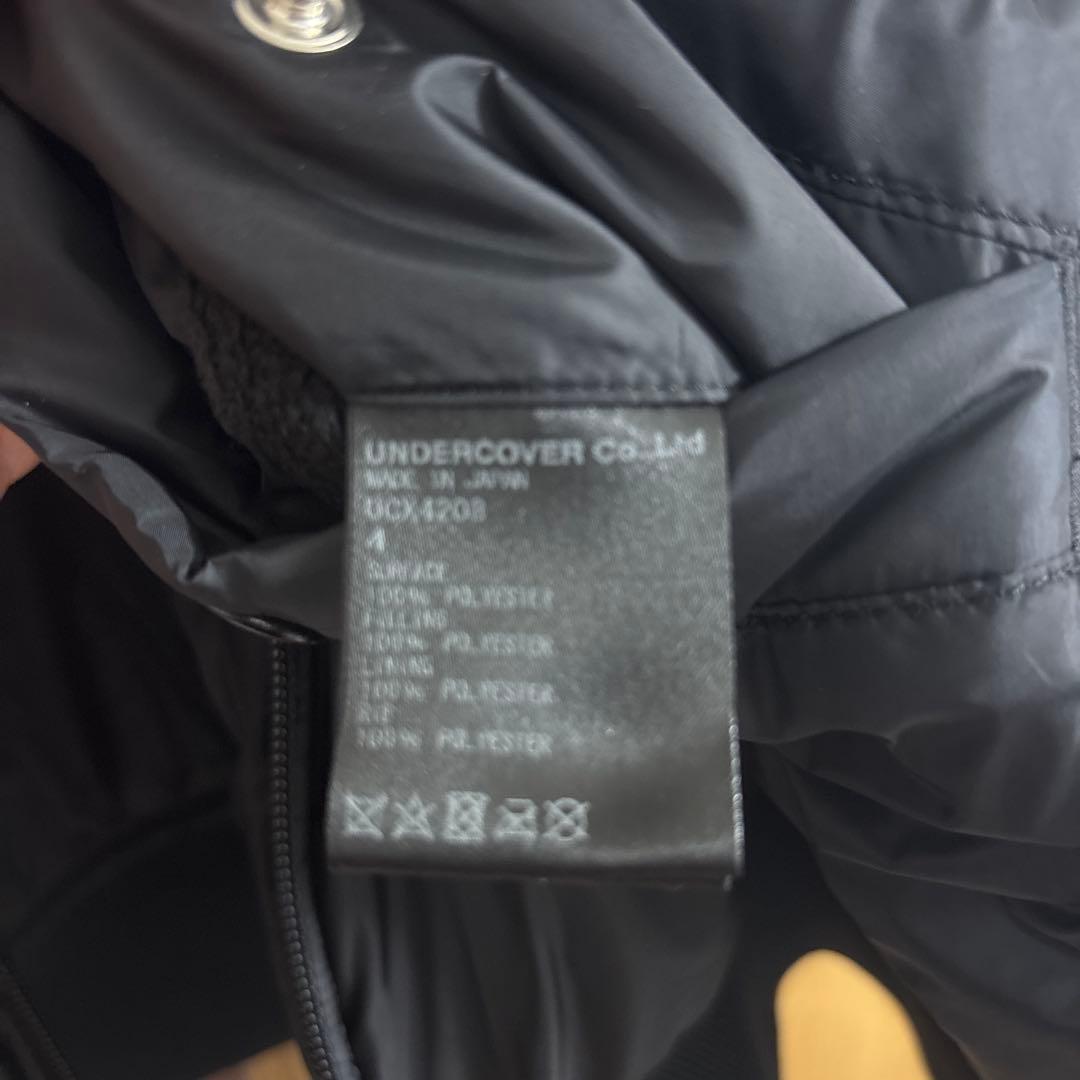 UNDERCOVER Co.,Ltd
MADE IN JAPAN
UCX4208
4
SURFACE
100% POLYESTER
FILLING
100% POLYESTER
LINING
100% POLYESTER
RIB
100% POLYESTER